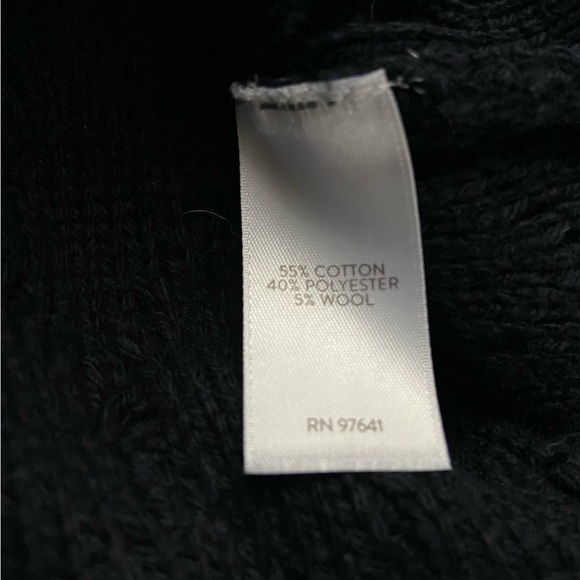 55% COTTON
40% POLYESTER
5% WOOL
RN 97641